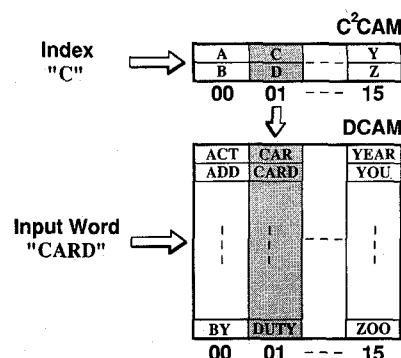 C²CAM
Index "C"
A C Y
B D Z
00 01 ---- 15
DCAM
ACT CAR YEAR
ADD CARD YOU
Input Word "CARD"
BY DUTY ZOO
00 01 --- 15